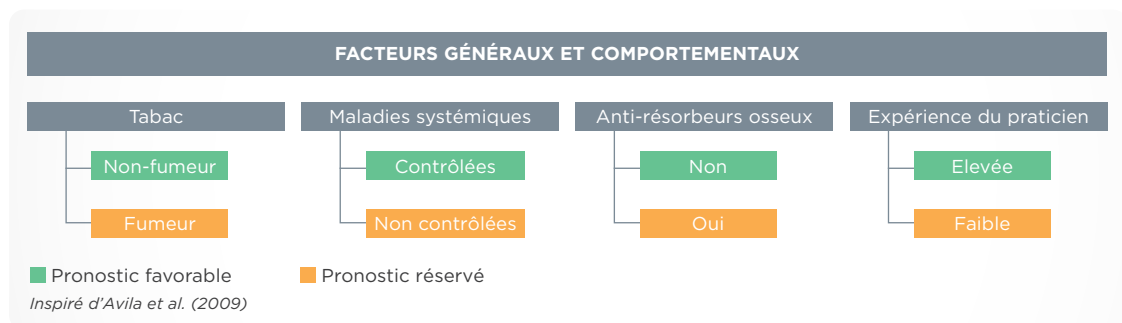 FACTEURS GÉNÉRAUX ET COMPORTEMENTAUX
Tabac
Non-fumeur
Fumeur
Maladies systémiques
Contrôlées
Non contrôlées
Anti-résorbeurs osseux
Non
Oui
Expérience du praticien
Elevée
Faible
Pronostic favorable
Pronostic réservé
Inspiré d'Avila et al. (2009)